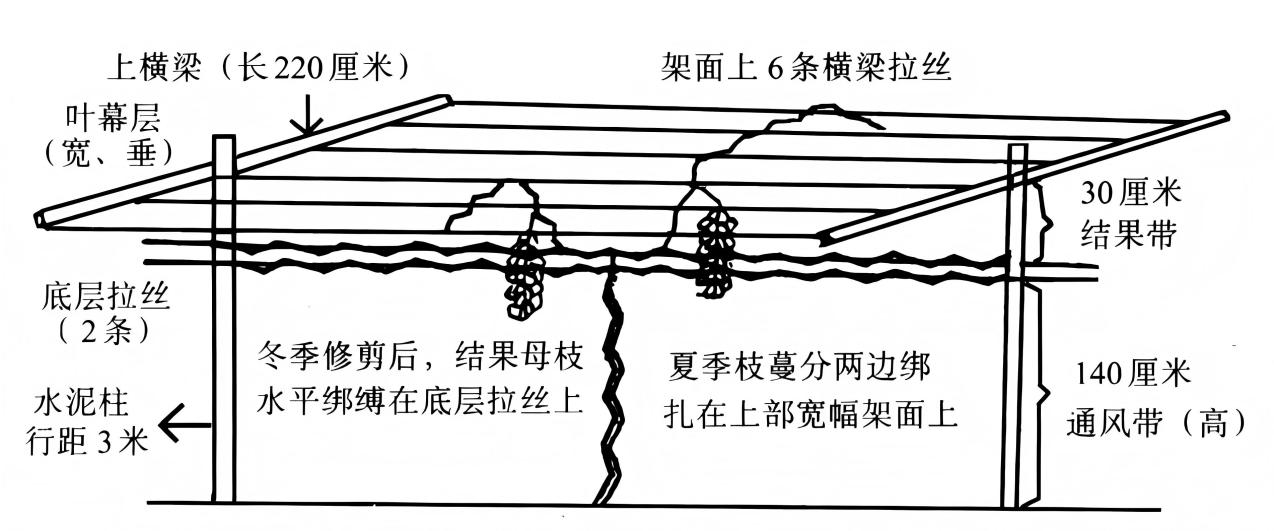 上横梁（长220厘米）
架面上6条横梁拉丝
叶幕层
（宽、垂）
30厘米
结果带
底层拉丝
（2条）
冬季修剪后，结果母枝
水平绑缚在底层拉丝上
夏季枝蔓分两边绑
扎在上部宽幅架面上
水泥柱
行距3米
140厘米
通风带（高）